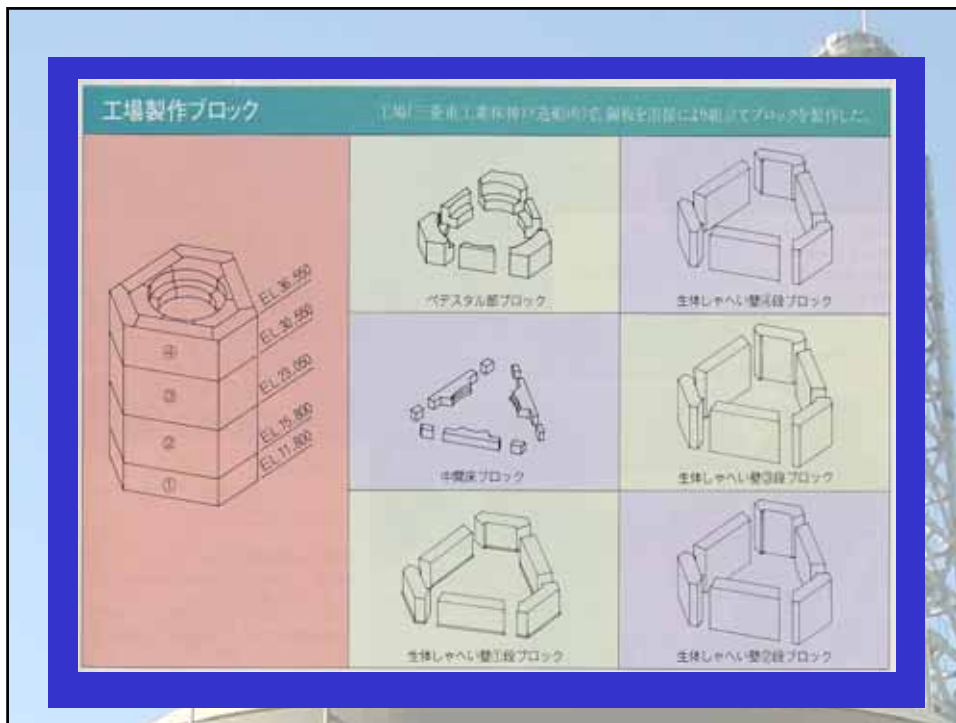 工場製作ブロック
工場(三菱重工業㈱神戸造船所)で、鋼板を溶接により組立てブロックを製作した。
EL.36.550
EL.30.550
EL.23.050
EL.15.800
EL.11.800
④
③
②
①
ペデスタル部ブロック
生体しゃへい壁④段ブロック
中間床ブロック
生体しゃへい壁③段ブロック
生体しゃへい壁①段ブロック
生体しゃへい壁②段ブロック